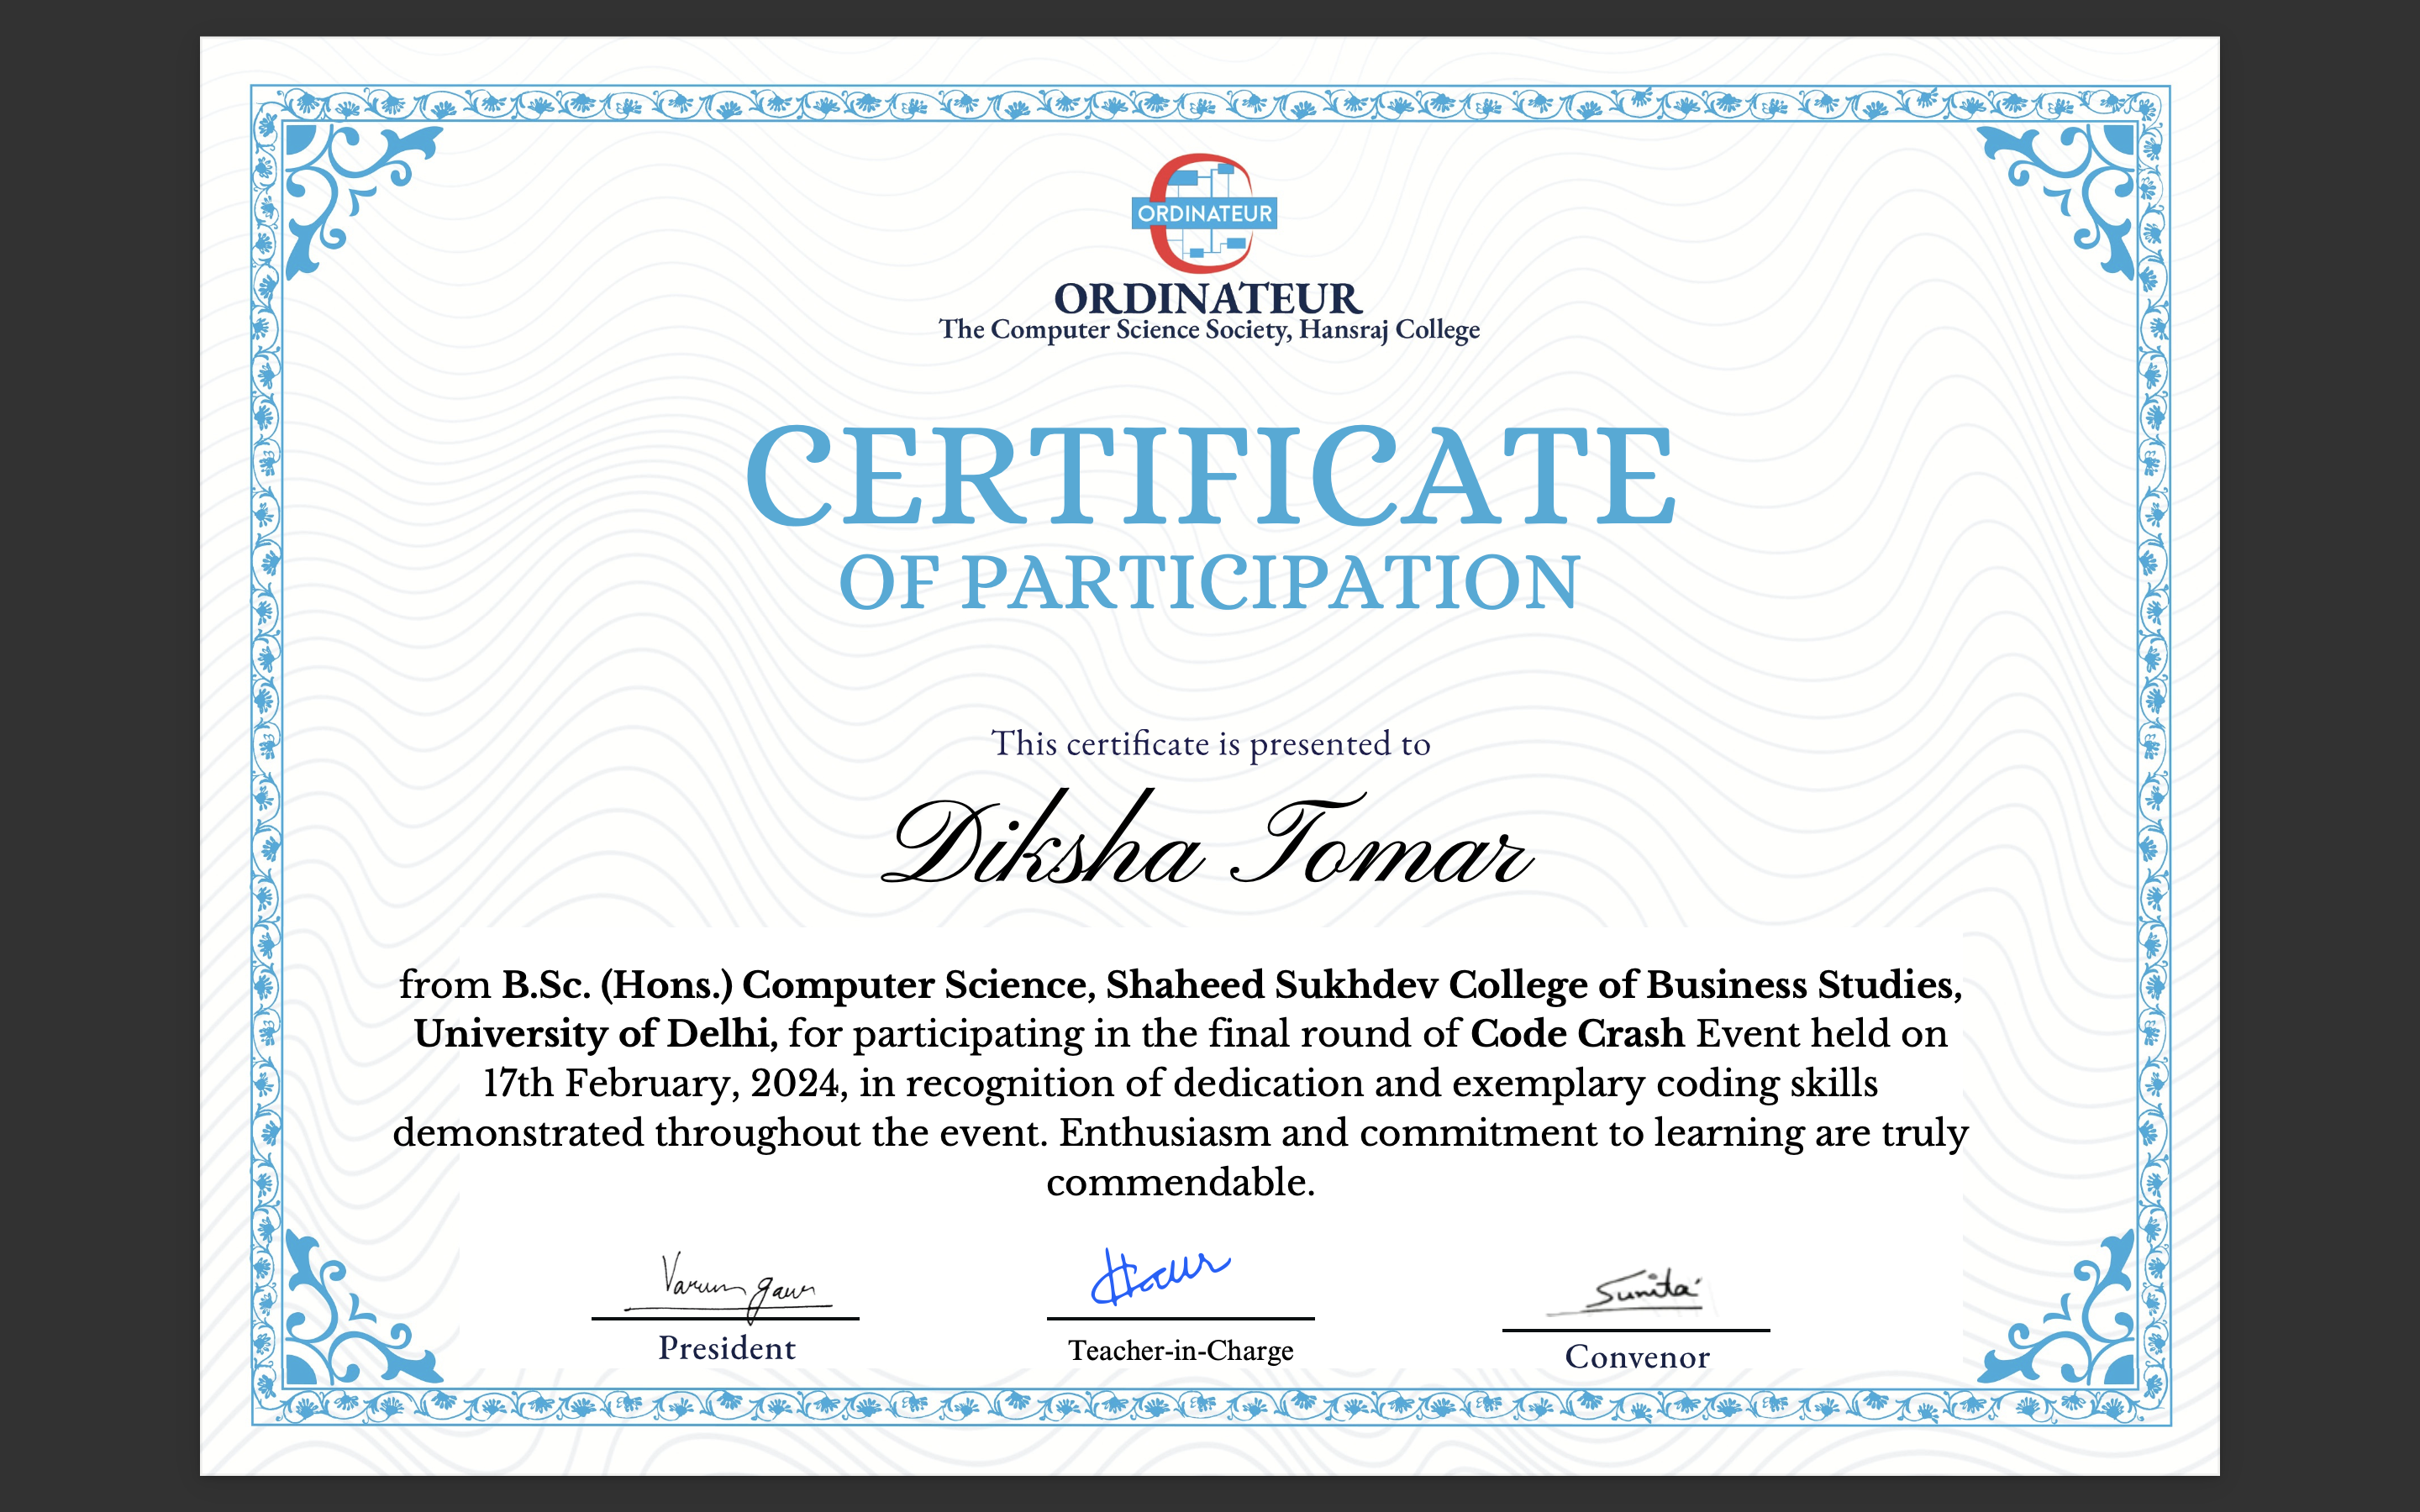 ORDINATEUR
ORDINATEUR
The Computer Science Society, Hansraj College
CERTIFICATE
OF PARTICIPATION
This certificate is presented to
Diksha Tomar
from B.Sc. (Hons.) Computer Science, Shaheed Sukhdev College of Business Studies,
University of Delhi, for participating in the final round of Code Crash Event held on
17th February, 2024, in recognition of dedication and exemplary coding skills
demonstrated throughout the event. Enthusiasm and commitment to learning are truly
commendable.
Varun gaur
Sunita
President
Teacher-in-Charge
Convenor